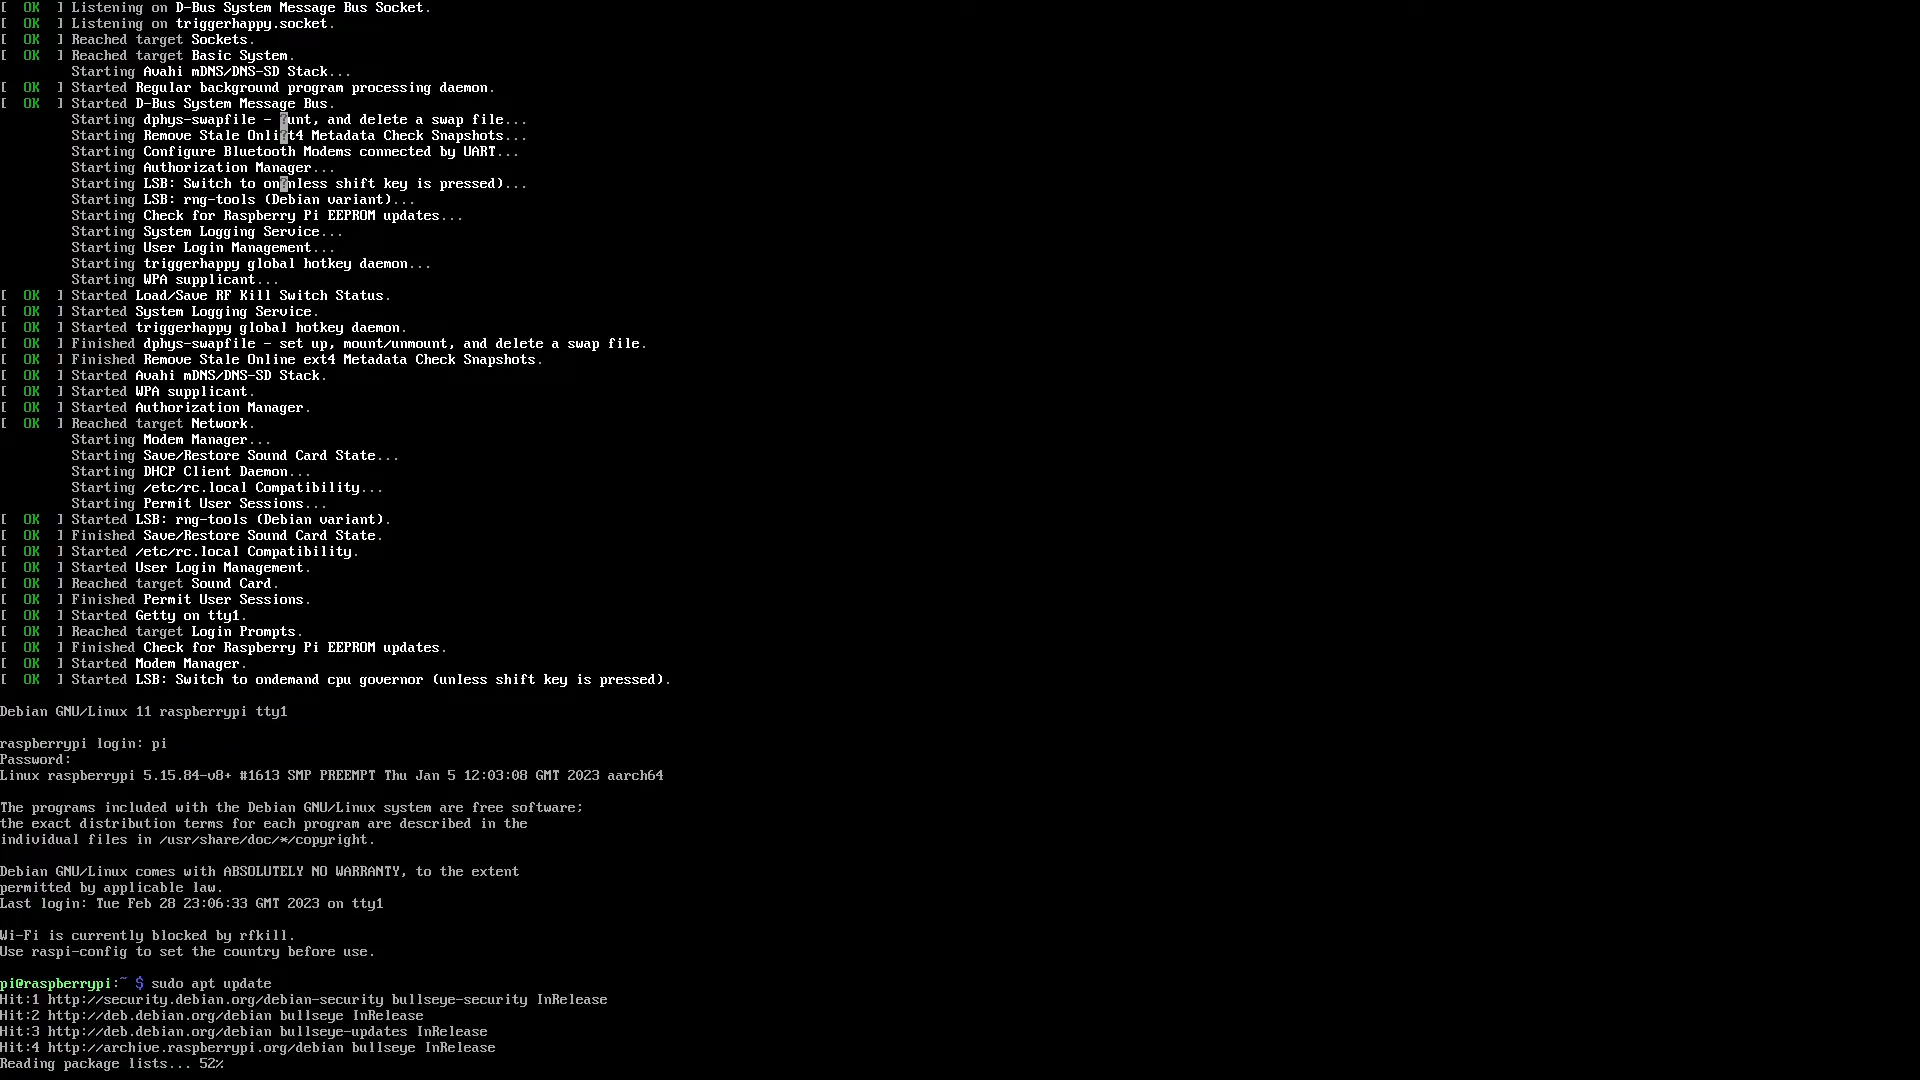 [  OK  ] Listening on D-Bus System Message Bus Socket.
[  OK  ] Listening on triggerhappy.socket.
[  OK  ] Reached target Sockets.
[  OK  ] Reached target Basic System.
         Starting Avahi mDNS/DNS-SD Stack...
[  OK  ] Started Regular background program processing daemon.
[  OK  ] Started D-Bus System Message Bus.
         Starting dphys-swapfile - unt, and delete a swap file...
         Starting Remove Stale Onli t4 Metadata Check Snapshots...
         Starting Configure Bluetooth Modems connected by UART...
         Starting Authorization Manager...
         Starting LSB: Switch to on nless shift key is pressed)...
         Starting LSB: rng-tools (Debian variant)...
         Starting Check for Raspberry Pi EEPROM updates...
         Starting System Logging Service...
         Starting User Login Management...
         Starting triggerhappy global hotkey daemon...
         Starting WPA supplicant...
[  OK  ] Started Load/Save RF Kill Switch Status.
[  OK  ] Started System Logging Service.
[  OK  ] Started triggerhappy global hotkey daemon.
[  OK  ] Finished dphys-swapfile - set up, mount/unmount, and delete a swap file.
[  OK  ] Finished Remove Stale Online ext4 Metadata Check Snapshots.
[  OK  ] Started Avahi mDNS/DNS-SD Stack.
[  OK  ] Started WPA supplicant.
[  OK  ] Started Authorization Manager.
[  OK  ] Reached target Network.
         Starting Modem Manager...
         Starting Save/Restore Sound Card State...
         Starting DHCP Client Daemon...
         Starting /etc/rc.local Compatibility...
         Starting Permit User Sessions...
[  OK  ] Started LSB: rng-tools (Debian variant).
[  OK  ] Finished Save/Restore Sound Card State.
[  OK  ] Started /etc/rc.local Compatibility.
[  OK  ] Started User Login Management.
[  OK  ] Reached target Sound Card.
[  OK  ] Finished Permit User Sessions.
[  OK  ] Started Getty on tty1.
[  OK  ] Reached target Login Prompts.
[  OK  ] Finished Check for Raspberry Pi EEPROM updates.
[  OK  ] Started Modem Manager.
[  OK  ] Started LSB: Switch to ondemand cpu governor (unless shift key is pressed).
Debian GNU/Linux 11 raspberrypi tty1
raspberrypi login: pi
Password:
Linux raspberrypi 5.15.84-v8+ #1613 SMP PREEMPT Thu Jan 5 12:03:08 GMT 2023 aarch64
The programs included with the Debian GNU/Linux system are free software;
the exact distribution terms for each program are described in the
individual files in /usr/share/doc/*/copyright.
Debian GNU/Linux comes with ABSOLUTELY NO WARRANTY, to the extent
permitted by applicable law.
Last login: Tue Feb 28 23:06:33 GMT 2023 on tty1
Wi-Fi is currently blocked by rfkill.
Use raspi-config to set the country before use.
pi@raspberrypi:~ $ sudo apt update
Hit:1 http://security.debian.org/debian-security bullseye-security InRelease
Hit:2 http://deb.debian.org/debian bullseye InRelease
Hit:3 http://deb.debian.org/debian bullseye-updates InRelease
Hit:4 http://archive.raspberrypi.org/debian bullseye InRelease
Reading package lists... 52%